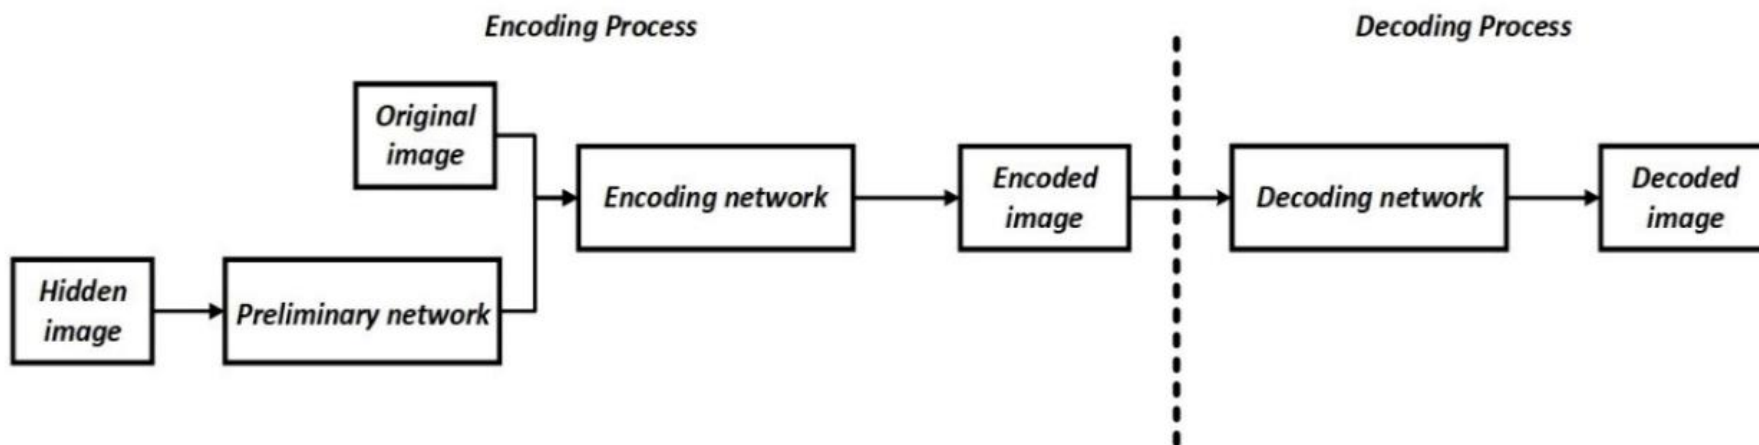 Encoding Process
Decoding Process
Original
image
Encoding network
Encoded
image
Decoding network
Decoded
image
Hidden
image
Preliminary network